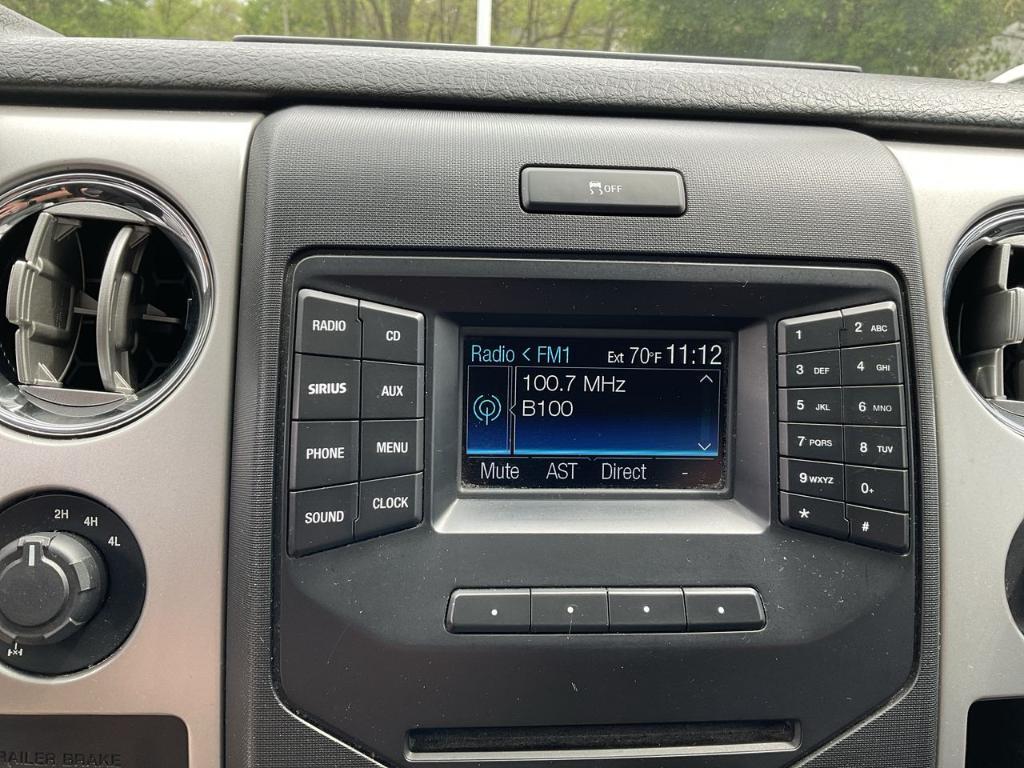 OFF
RADIO
CD
SIRIUS
AUX
PHONE
MENU
SOUND
CLOCK
Radio < FM1 Ext 70°F 11:12
100.7 MHz
B100
Mute AST Direct -
1
2 ABC
3 DEF
4 GHI
5 JKL
6 MNO
7 PQRS
8 TUV
9 WXYZ
0+
*
#
2H
4H
4L
RAILER BRAKE